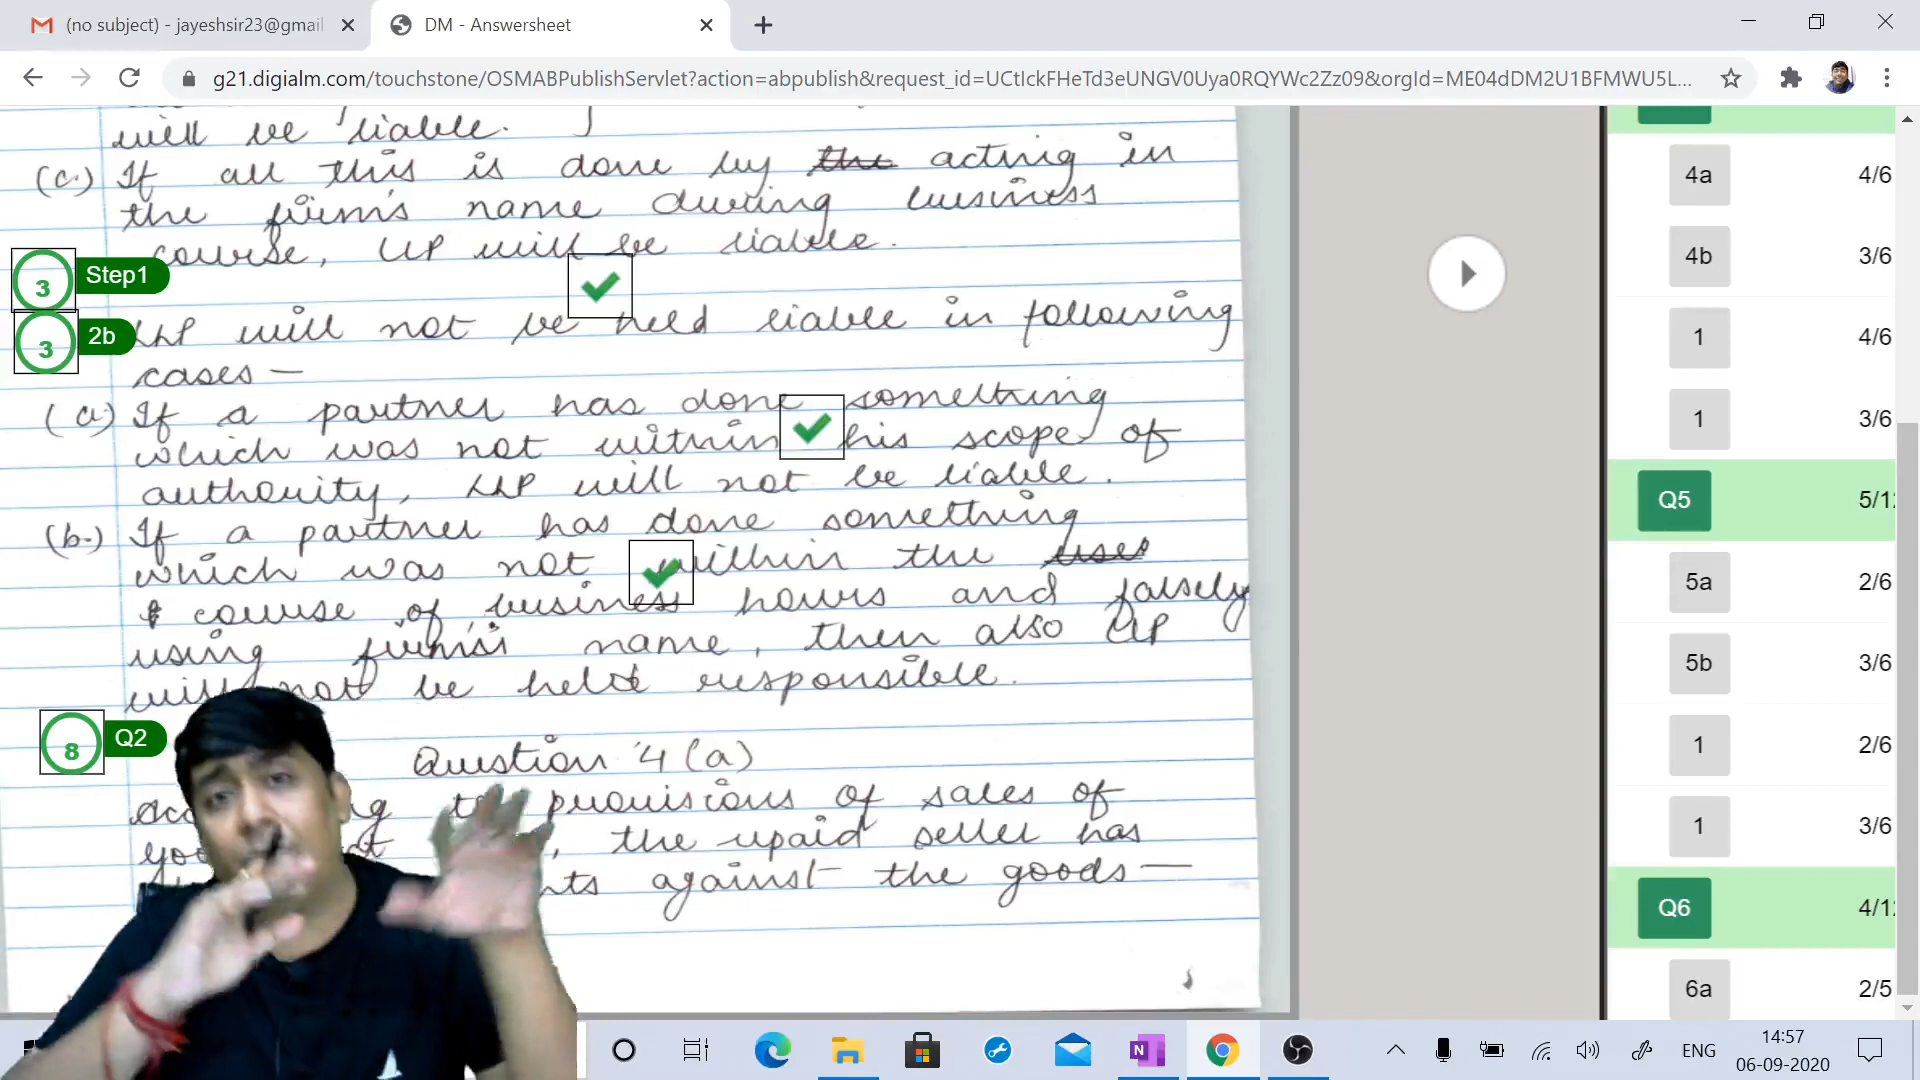 (no subject) - jayeshsir23@gmail.
DM - Answersheet
g21.digialm.com/touchstone/OSMABPublishServlet?action=abpublish&request_id=UCtIckFHeTd3eUNGV0Uya0RQYWc2Zz09&orgId=ME04dDM2U1BFMWU5L...
will be liable.
(c.) If all this is done by the acting in
the firm's name during business
course, LLP will be liable.
3 Step1
3 2b
LLP will not be held liable in following
cases —
(a.) If a partner has done something
which was not within his scope of
authority, LLP will not be liable.
(b.) If a partner has done something
which was not within the
course of business hours and falsely
using firm's name, then also LLP
will not be held responsible.
8 Q2
Question 4 (a)
provisions of sales of
the upaid seller has
against the goods —
4a 4/6
4b 3/6
1 4/6
1 3/6
Q5 5/1
5a 2/6
5b 3/6
1 2/6
1 3/6
Q6 4/1
6a 2/5
ENG
14:57
06-09-2020